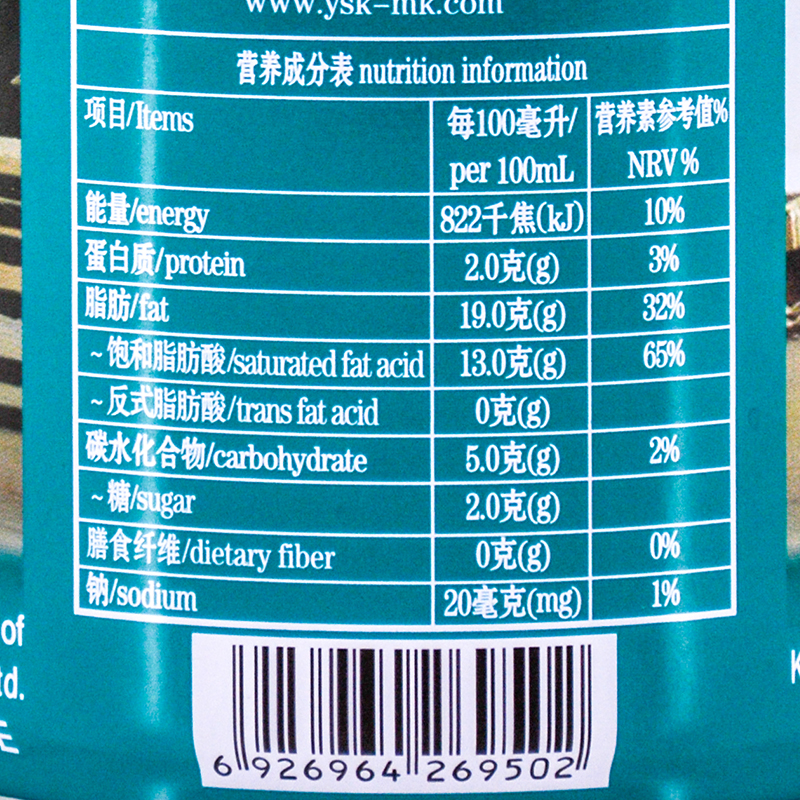 www.ysk-mk.com
营养成分表 nutrition information
项目/Items 每100毫升/ 营养素参考值%
per 100mL NRV%
能量/energy 822千焦(kJ) 10%
蛋白质/protein 2.0克(g) 3%
脂肪/fat 19.0克(g) 32%
~饱和脂肪酸/saturated fat acid 13.0克(g) 65%
~反式脂肪酸/trans fat acid 0克(g)
碳水化合物/carbohydrate 5.0克(g) 2%
~糖/sugar 2.0克(g)
膳食纤维/dietary fiber 0克(g) 0%
钠/sodium 20毫克(mg) 1%
of
td.
K
6 926964 269502